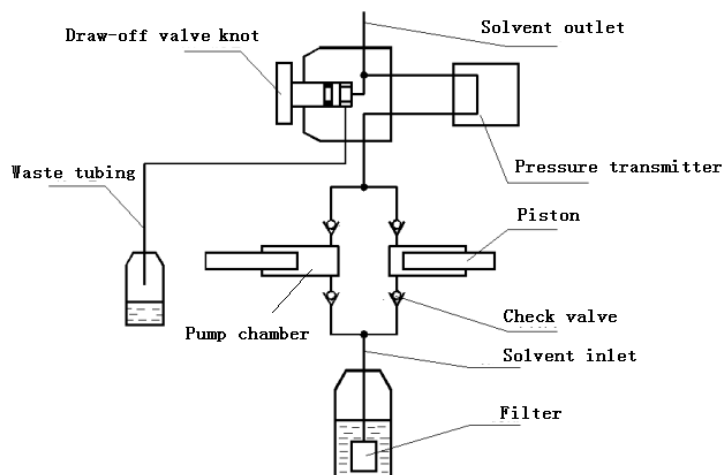 Solvent outlet
Draw-off valve knot
Pressure transmitter
Waste tubing
Piston
Pump chamber
Check valve
Solvent inlet
Filter